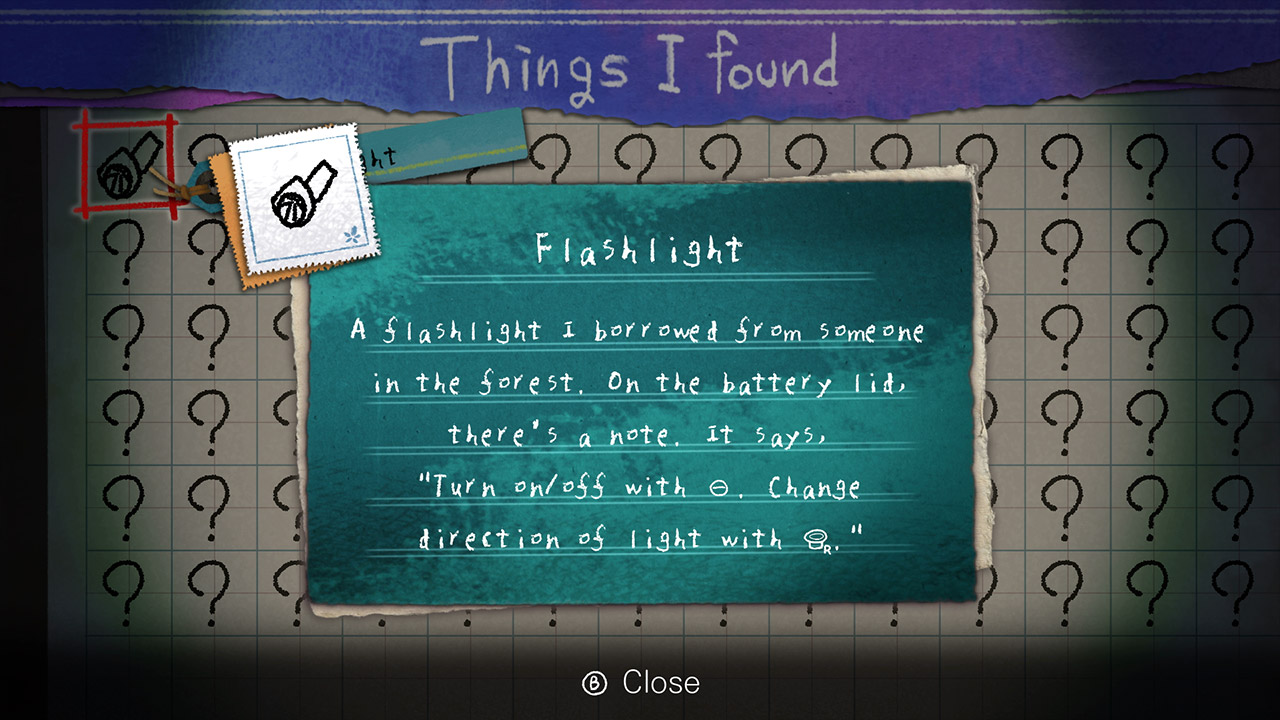 Things I found
ght
Flashlight
A flashlight I borrowed from someone
in the forest. On the battery lid,
there's a note. It says,
"Turn on/off with ⊖. Change
direction of light with R."
B Close